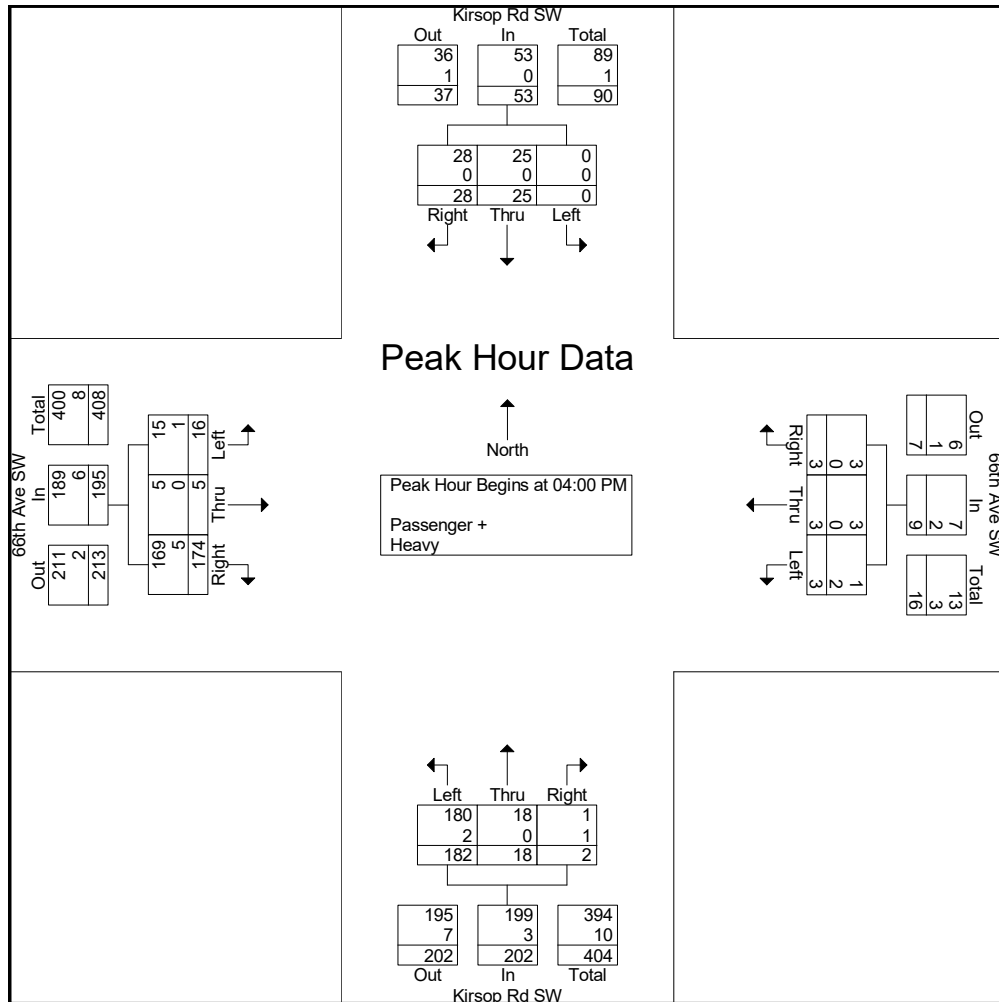 Kirsop Rd SW
Out In Total
36 53 89
1 0 1
37 53 90
28 25 0
0 0 0
28 25 0
Right Thru Left
Peak Hour Data
North
Peak Hour Begins at 04:00 PM
Passenger +
Heavy
66th Ave SW
Out In Total
211 189 400
2 6 8
213 195 408
Right Thru Left
169 5 15
5 0 1
174 5 16
66th Ave SW
Out In Total
6 7 13
1 2 3
7 9 16
Right Thru Left
3 3 1
0 0 2
3 3 3
Left Thru Right
180 18 1
2 0 1
182 18 2
195 199 394
7 3 10
202 202 404
Out In Total
Kirsop Rd SW